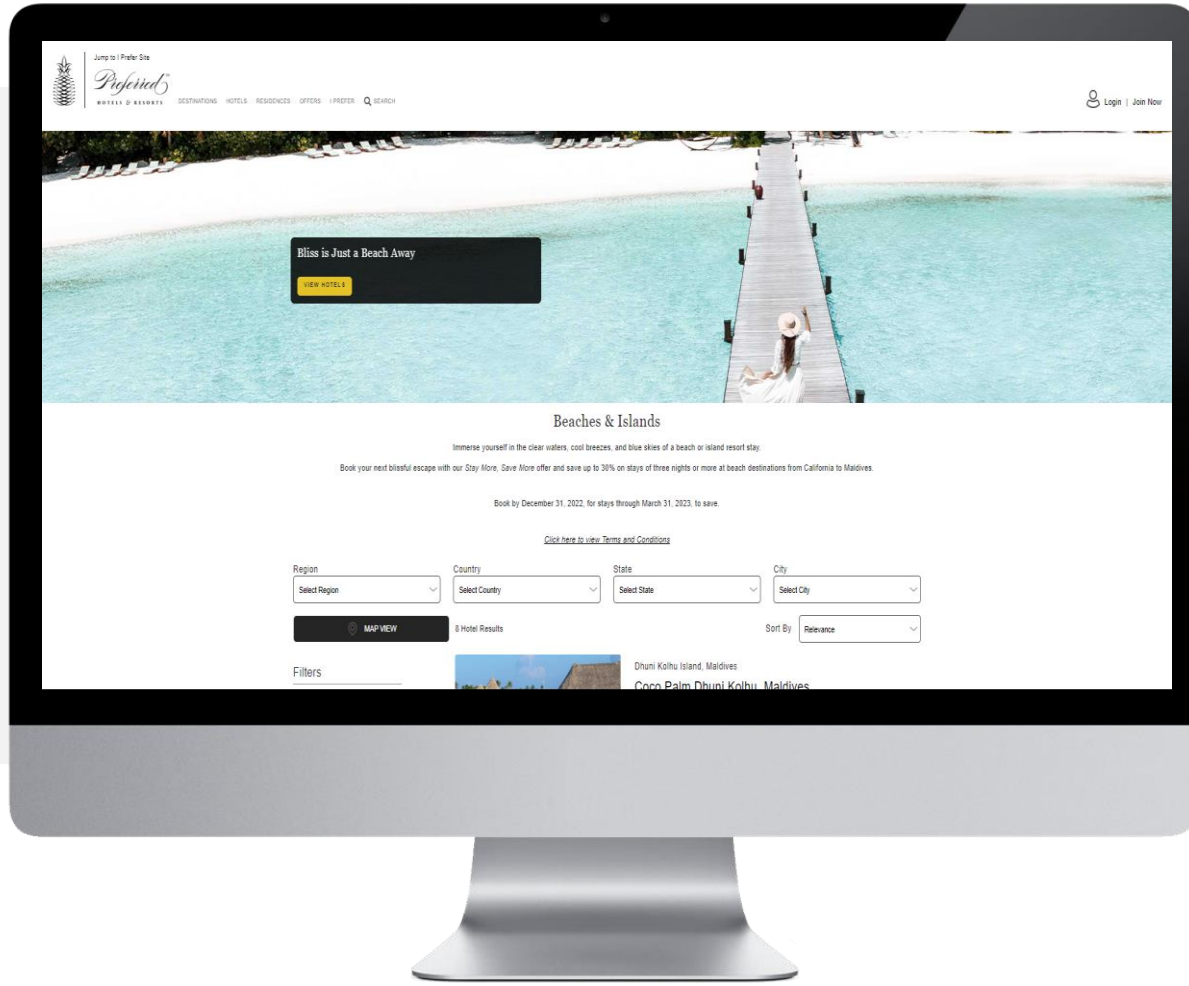 Jump to I Prefer Site
Preferred™
HOTELS & RESORTS
DESTINATIONS HOTELS RESIDENCES OFFERS I PREFER SEARCH
Login | Join Now
Bliss is Just a Beach Away
VIEW HOTELS
Beaches & Islands
Immerse yourself in the clear waters, cool breezes, and blue skies of a beach or island resort stay.
Book your next blissful escape with our Stay More, Save More offer and save up to 30% on stays of three nights or more at beach destinations from California to Maldives.
Book by December 31, 2022, for stays through March 31, 2023, to save.
Click here to view Terms and Conditions
Region Country State City
Select Region Select Country Select State Select City
MAP VIEW 8 Hotel Results Sort By Relevance
Filters
Dhuni Kolhu Island, Maldives
Coco Palm Dhuni Kolhu, Maldives